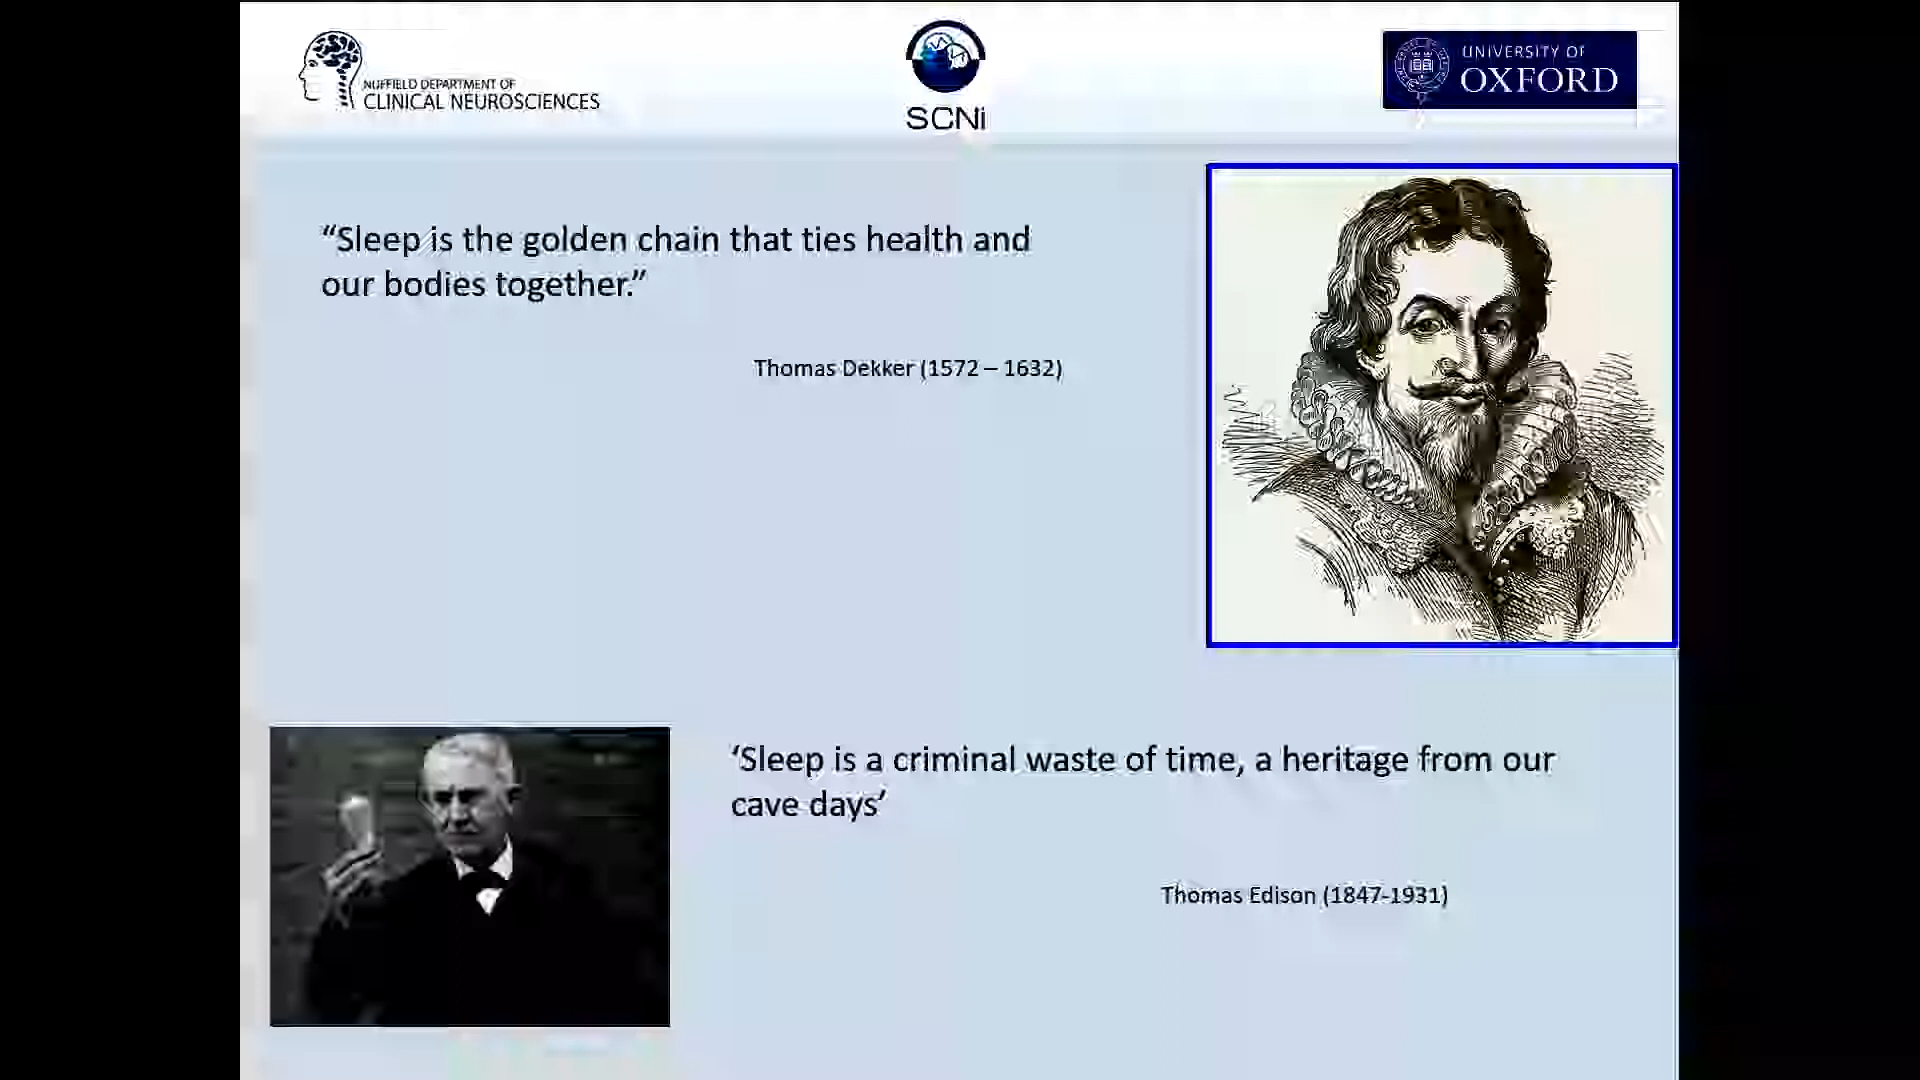 NUFFIELD DEPARTMENT OF
CLINICAL NEUROSCIENCES
SCNi
UNIVERSITY OF
OXFORD
“Sleep is the golden chain that ties health and
our bodies together.”
Thomas Dekker (1572 – 1632)
‘Sleep is a criminal waste of time, a heritage from our
cave days’
Thomas Edison (1847-1931)